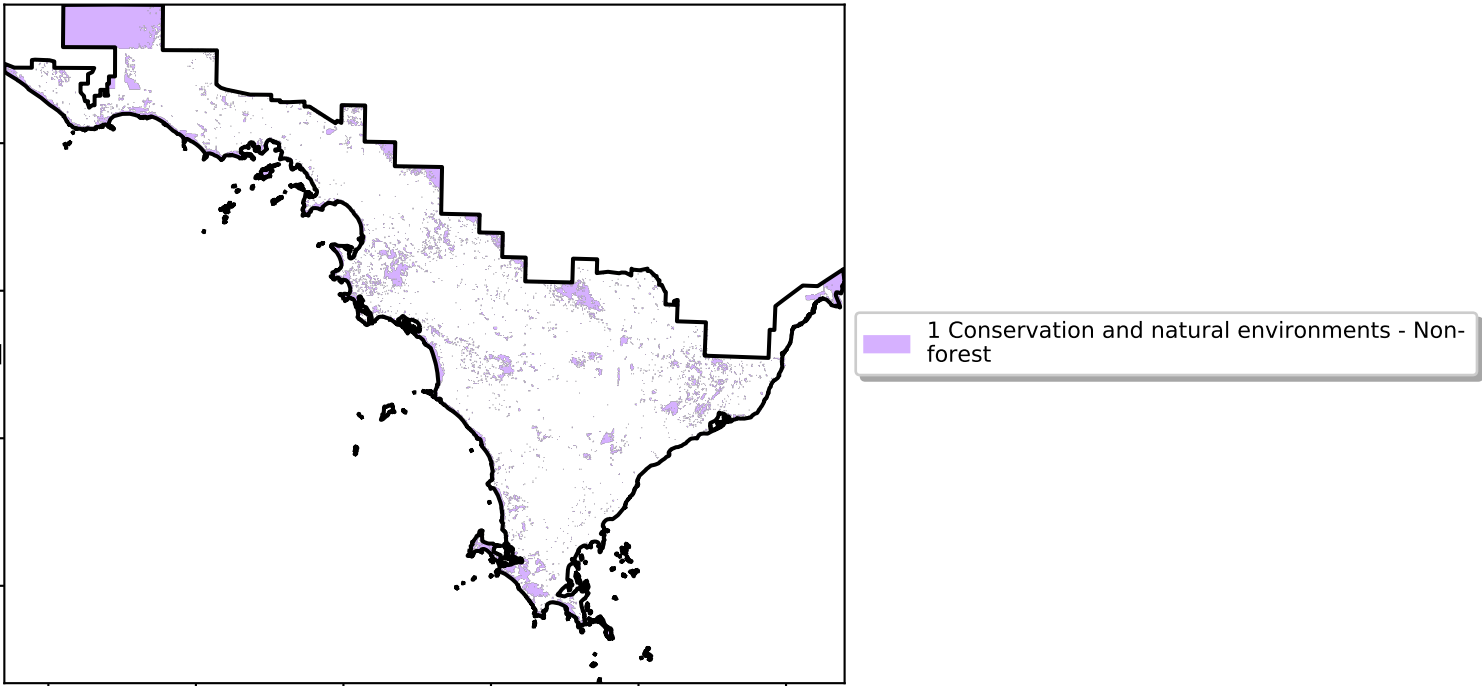 1 Conservation and natural environments - Non-
forest